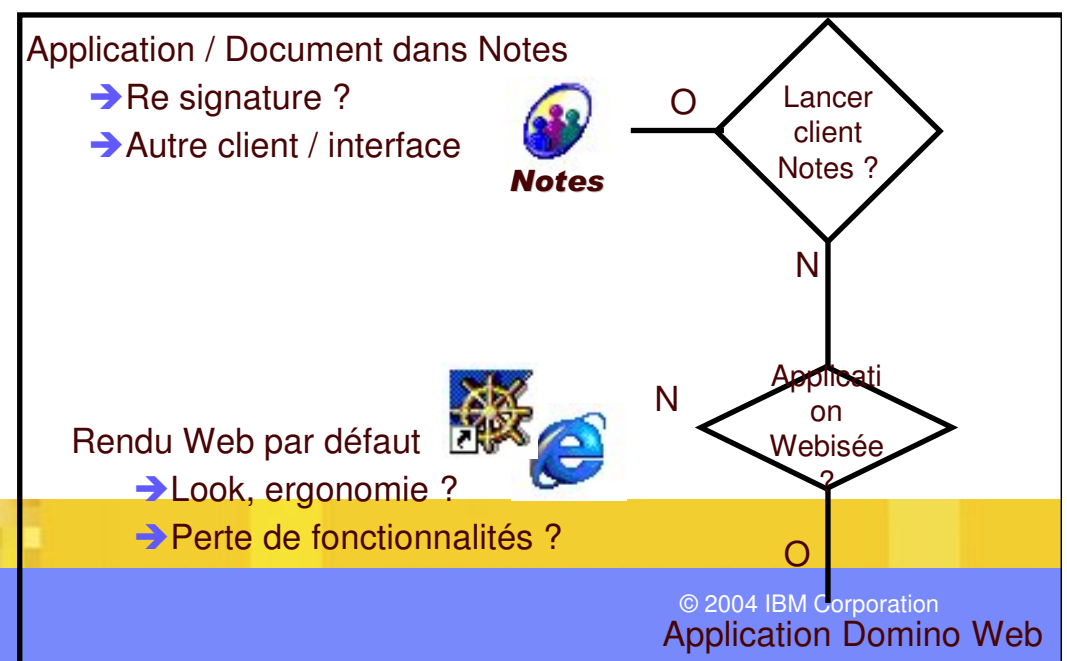 Application / Document dans Notes
➔Re signature ?
➔Autre client / interface
Notes
O
Lancer
client
Notes ?
N
Applicati
on
Webisée
?
N
Rendu Web par défaut
➔Look, ergonomie ?
➔Perte de fonctionnalités ?
O
© 2004 IBM Corporation
Application Domino Web